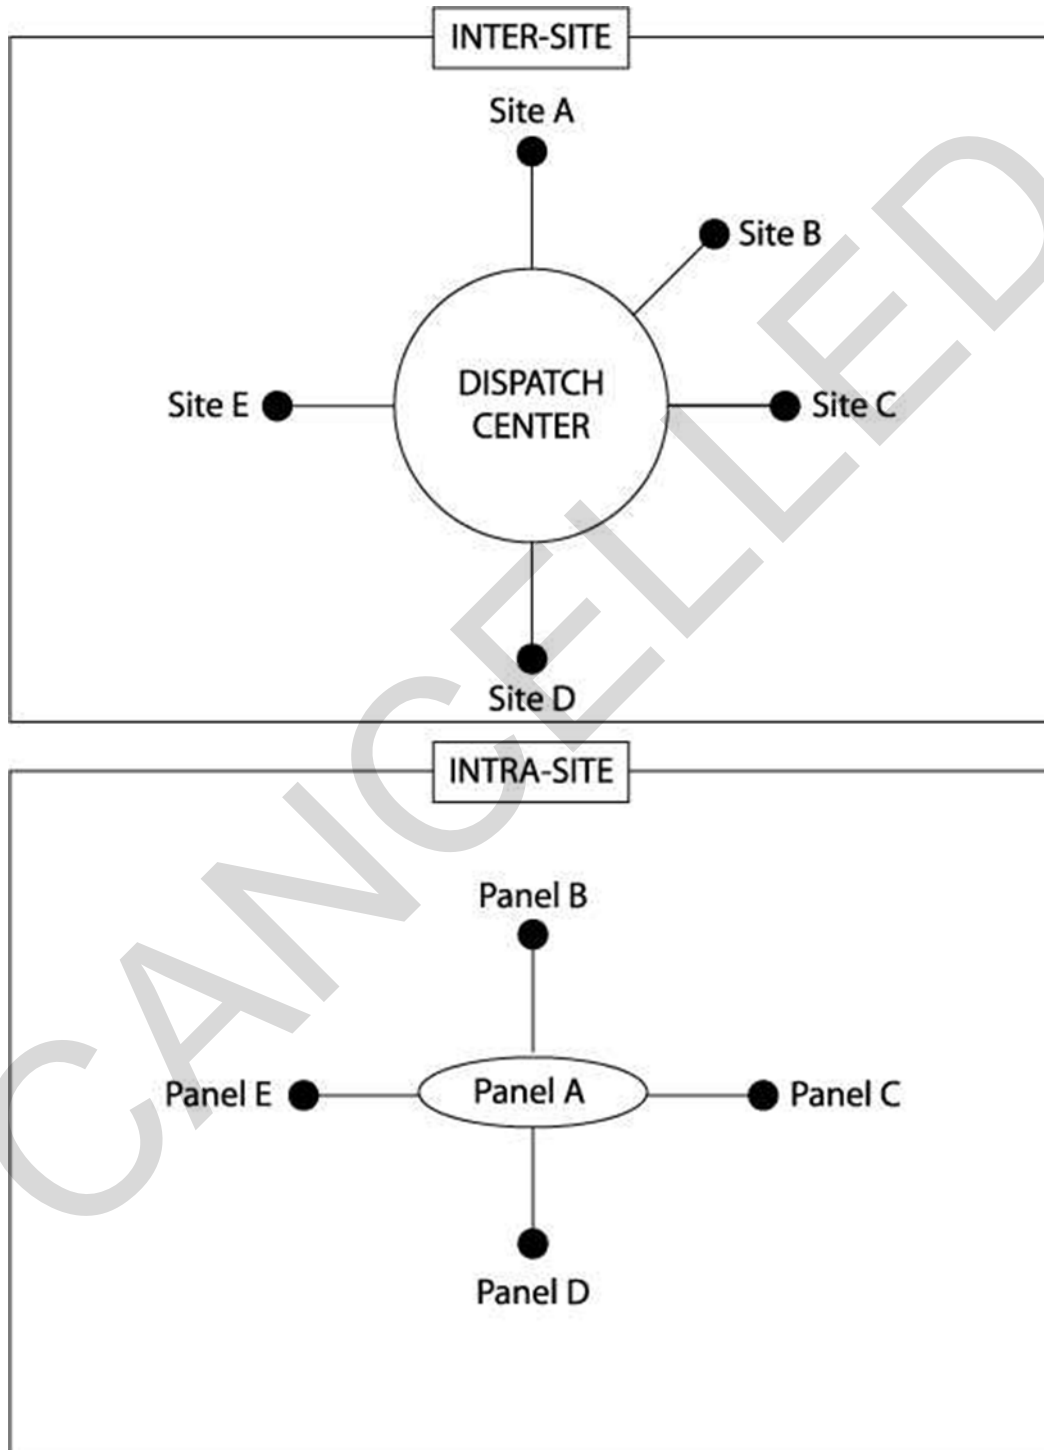 INTER-SITE
Site A
Site B
DISPATCH
CENTER
Site E
Site C
Site D
INTRA-SITE
Panel B
Panel E
Panel A
Panel C
Panel D
CANCELLED